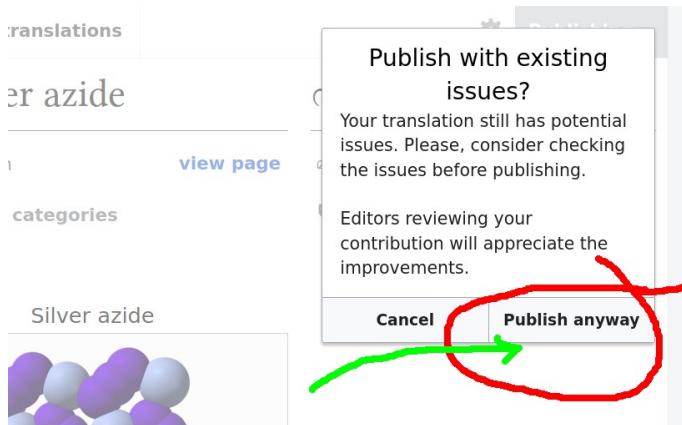 translations
Publish with existing
issues?
er azide
Your translation still has potential
issues. Please, consider checking
the issues before publishing.
view page
categories
Editors reviewing your
contribution will appreciate the
improvements.
Silver azide
Cancel
Publish anyway